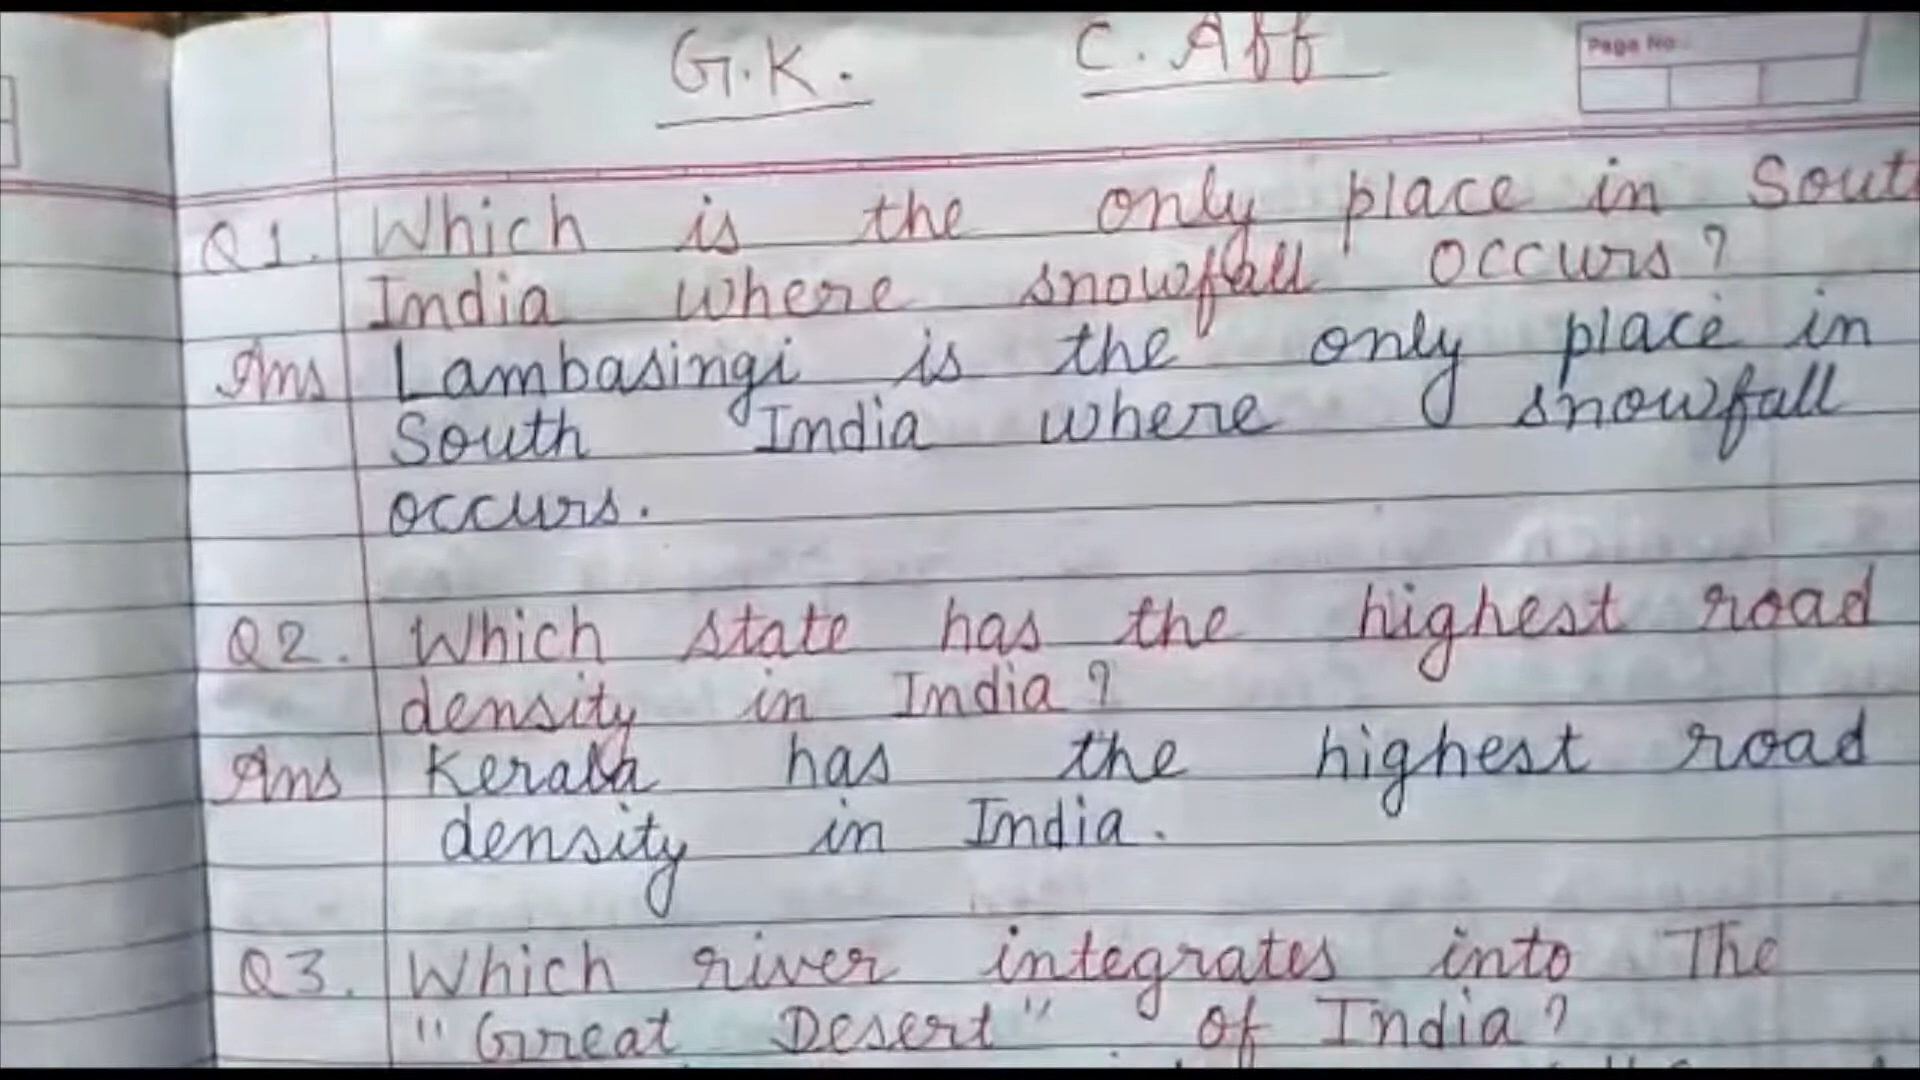 G.K. C. Aff
Page No.:
Q1. Which is the only place in Sout
India where snowfall occurs?
Ans Lambasingi is the only place in
South India where snowfall
occurs.
Q2. Which state has the highest road
density in India?
Ans Kerala has the highest road
density in India.
Q3. Which river integrates into The
"Great Desert" of India?